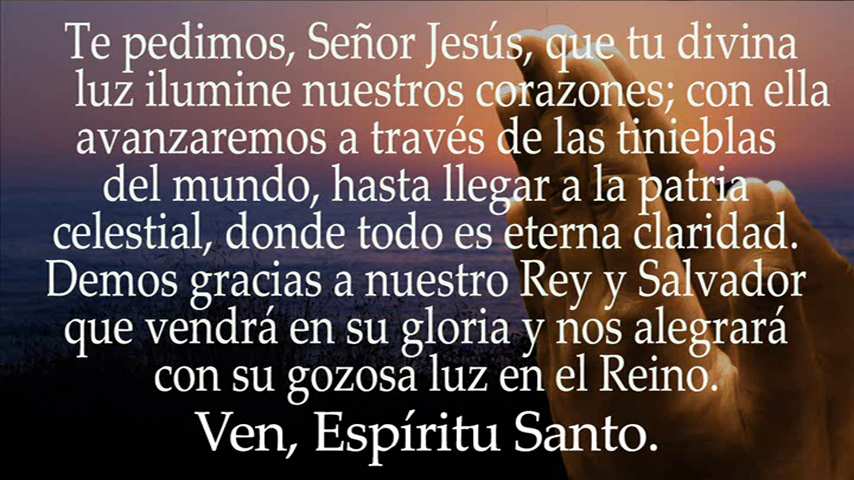 Te pedimos, Señor Jesús, que tu divina
luz ilumine nuestros corazones; con ella
avanzaremos a través de las tinieblas
del mundo, hasta llegar a la patria
celestial, donde todo es eterna claridad.
Demos gracias a nuestro Rey y Salvador
que vendrá en su gloria y nos alegrará
con su gozosa luz en el Reino.
Ven, Espíritu Santo.